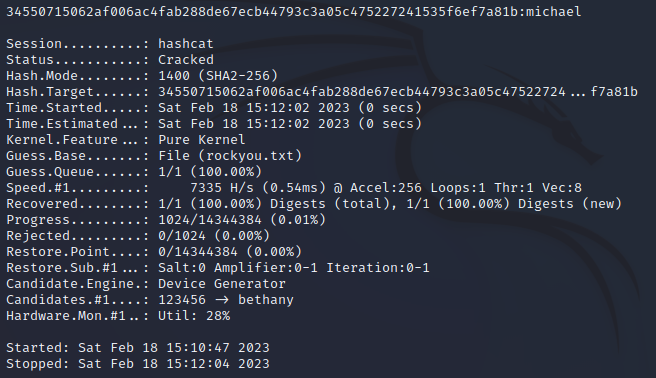 34550715062af006ac4fab288de67ecb44793c3a05c475227241535f6ef7a81b:michael
Session..........: hashcat
Status...........: Cracked
Hash.Mode........: 1400 (SHA2-256)
Hash.Target......: 34550715062af006ac4fab288de67ecb44793c3a05c47522724...f7a81b
Time.Started.....: Sat Feb 18 15:12:02 2023 (0 secs)
Time.Estimated...: Sat Feb 18 15:12:02 2023 (0 secs)
Kernel.Feature...: Pure Kernel
Guess.Base.......: File (rockyou.txt)
Guess.Queue......: 1/1 (100.00%)
Speed.#1.........:     7335 H/s (0.54ms) @ Accel:256 Loops:1 Thr:1 Vec:8
Recovered........: 1/1 (100.00%) Digests (total), 1/1 (100.00%) Digests (new)
Progress.........: 1024/14344384 (0.01%)
Rejected.........: 0/1024 (0.00%)
Restore.Point....: 0/14344384 (0.00%)
Restore.Sub.#1...: Salt:0 Amplifier:0-1 Iteration:0-1
Candidate.Engine.: Device Generator
Candidates.#1....: 123456 -> bethany
Hardware.Mon.#1..: Util: 28%
Started: Sat Feb 18 15:10:47 2023
Stopped: Sat Feb 18 15:12:04 2023